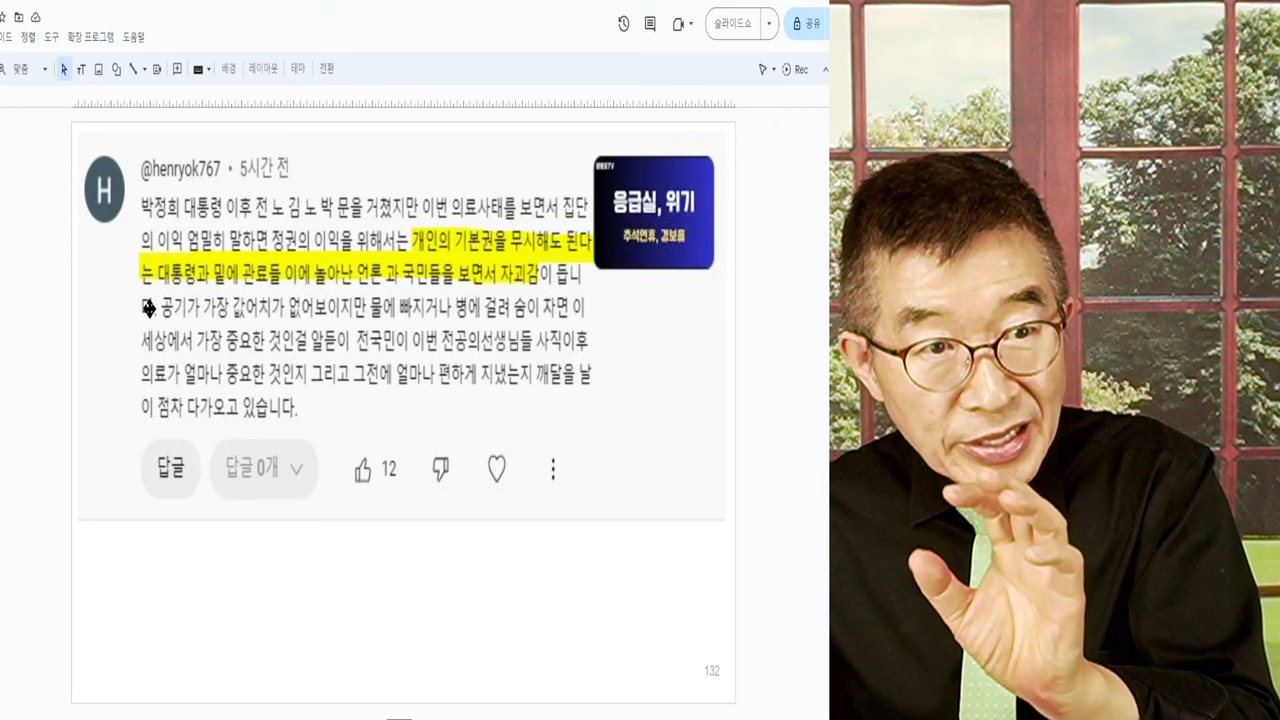 이드 정렬 도구 확장 프로그램 도움말
슬라이드쇼
공유
맞춤
배경 레이아웃 테마 전환
Rec
H
@henryok767 • 5시간 전
박정희 대통령 이후 전 노 김 노 박 문을 거쳤지만 이번 의료사태를 보면서 집단
의 이익 엄밀히 말하면 정권의 이익을 위해서는 개인의 기본권을 무시해도 된다
는 대통령과 밑에 관료들 이에 놀아난 언론 과 국민들을 보면서 자괴감이 듭니
공기가 가장 값어치가 없어보이지만 물에 빠지거나 병에 걸려 숨이 차면 이
세상에서 가장 중요한 것인걸 알듣이 전국민이 이번 전공의선생님들 사직이후
의료가 얼마나 중요한 것인지 그리고 그전에 얼마나 편하게 지냈는지 깨달을 날
이 점차 다가오고 있습니다.
응급실, 위기
추석연휴, 경보음
답글
답글 0개
12
132